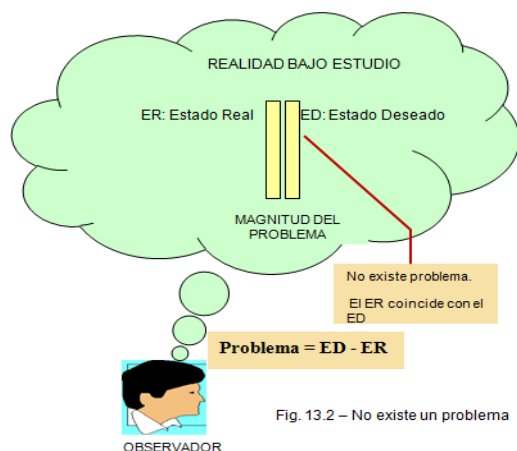 REALIDAD BAJO ESTUDIO
ER: Estado Real
ED: Estado Deseado
MAGNITUD DEL
PROBLEMA
No existe problema.
El ER coincide con el
ED
Problema = ED - ER
Fig. 13.2 – No existe un problema
OBSERVADOR